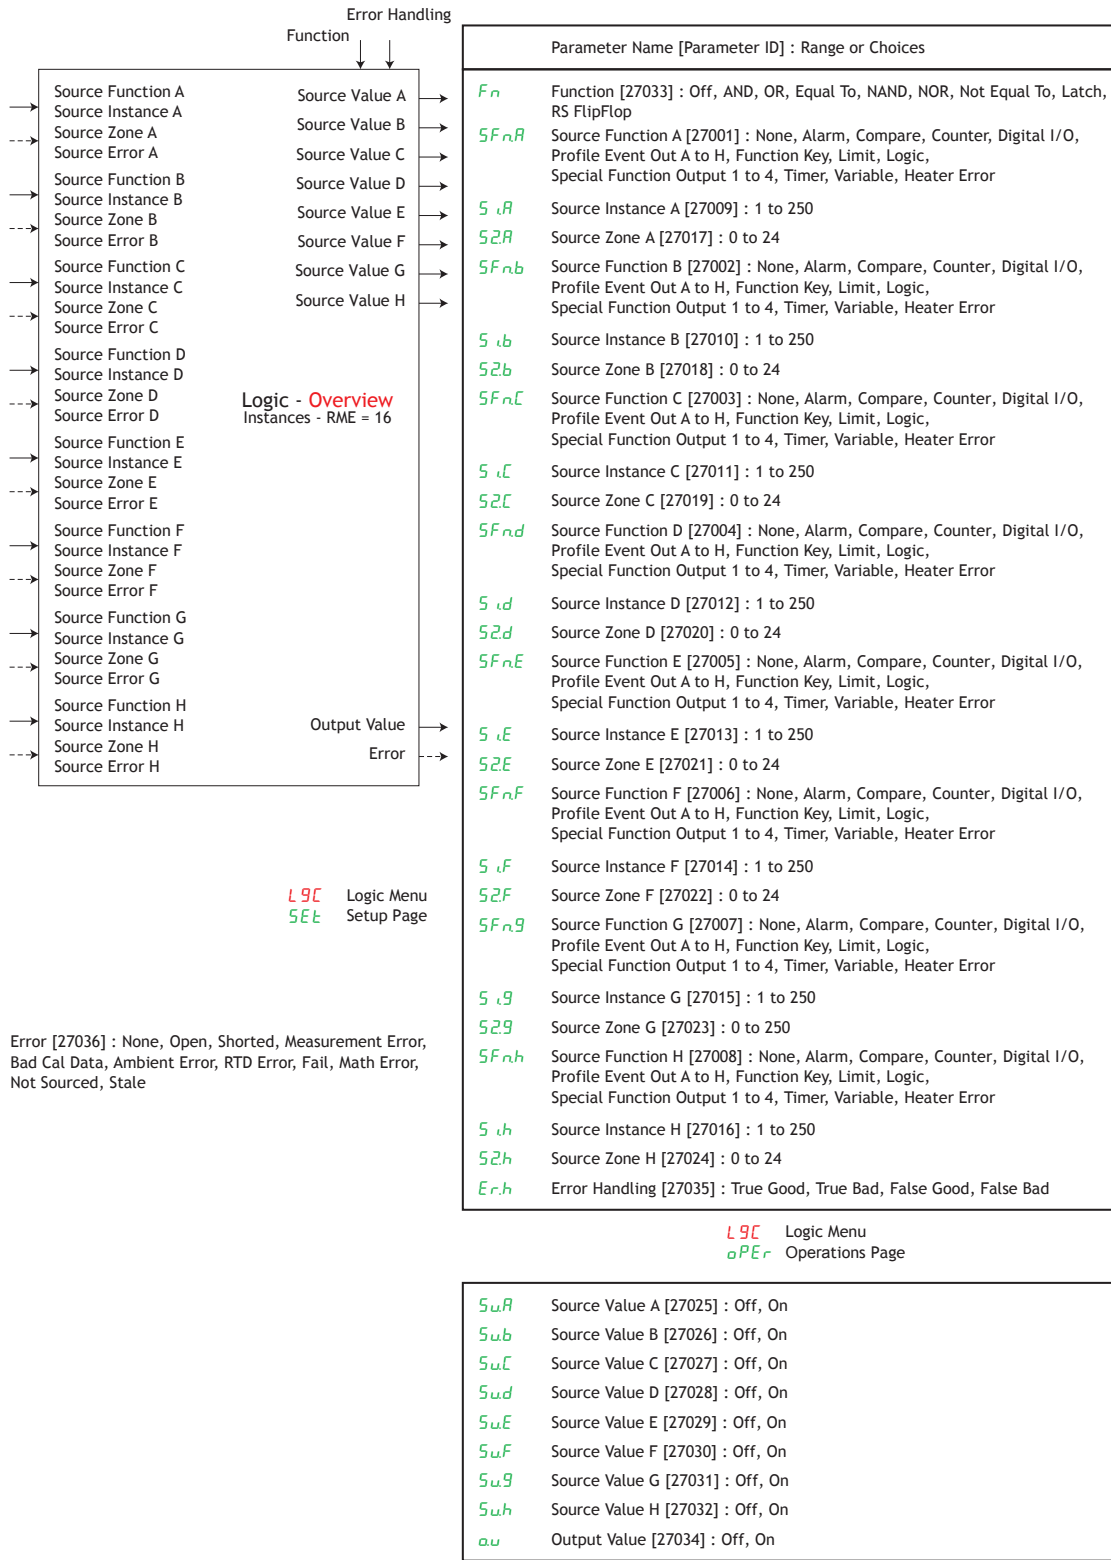 Error Handling
Function
Source Function A
Source Instance A
Source Zone A
Source Error A
Source Function B
Source Instance B
Source Zone B
Source Error B
Source Function C
Source Instance C
Source Zone C
Source Error C
Source Function D
Source Instance D
Source Zone D
Source Error D
Source Function E
Source Instance E
Source Zone E
Source Error E
Source Function F
Source Instance F
Source Zone F
Source Error F
Source Function G
Source Instance G
Source Zone G
Source Error G
Source Function H
Source Instance H
Source Zone H
Source Error H
Source Value A
Source Value B
Source Value C
Source Value D
Source Value E
Source Value F
Source Value G
Source Value H
Logic - Overview
Instances - RME = 16
Output Value
Error
LgC Logic Menu
SEt Setup Page
Error [27036] : None, Open, Shorted, Measurement Error,
Bad Cal Data, Ambient Error, RTD Error, Fail, Math Error,
Not Sourced, Stale
Parameter Name [Parameter ID] : Range or Choices
Fn Function [27033] : Off, AND, OR, Equal To, NAND, NOR, Not Equal To, Latch,
RS FlipFlop
SFn.A Source Function A [27001] : None, Alarm, Compare, Counter, Digital I/O,
Profile Event Out A to H, Function Key, Limit, Logic,
Special Function Output 1 to 4, Timer, Variable, Heater Error
Si.A Source Instance A [27009] : 1 to 250
SZ.A Source Zone A [27017] : 0 to 24
SFn.b Source Function B [27002] : None, Alarm, Compare, Counter, Digital I/O,
Profile Event Out A to H, Function Key, Limit, Logic,
Special Function Output 1 to 4, Timer, Variable, Heater Error
Si.b Source Instance B [27010] : 1 to 250
SZ.b Source Zone B [27018] : 0 to 24
SFn.C Source Function C [27003] : None, Alarm, Compare, Counter, Digital I/O,
Profile Event Out A to H, Function Key, Limit, Logic,
Special Function Output 1 to 4, Timer, Variable, Heater Error
Si.C Source Instance C [27011] : 1 to 250
SZ.C Source Zone C [27019] : 0 to 24
SFn.d Source Function D [27004] : None, Alarm, Compare, Counter, Digital I/O,
Profile Event Out A to H, Function Key, Limit, Logic,
Special Function Output 1 to 4, Timer, Variable, Heater Error
Si.d Source Instance D [27012] : 1 to 250
SZ.d Source Zone D [27020] : 0 to 24
SFn.E Source Function E [27005] : None, Alarm, Compare, Counter, Digital I/O,
Profile Event Out A to H, Function Key, Limit, Logic,
Special Function Output 1 to 4, Timer, Variable, Heater Error
Si.E Source Instance E [27013] : 1 to 250
SZ.E Source Zone E [27021] : 0 to 24
SFn.F Source Function F [27006] : None, Alarm, Compare, Counter, Digital I/O,
Profile Event Out A to H, Function Key, Limit, Logic,
Special Function Output 1 to 4, Timer, Variable, Heater Error
Si.F Source Instance F [27014] : 1 to 250
SZ.F Source Zone F [27022] : 0 to 24
SFn.g Source Function G [27007] : None, Alarm, Compare, Counter, Digital I/O,
Profile Event Out A to H, Function Key, Limit, Logic,
Special Function Output 1 to 4, Timer, Variable, Heater Error
Si.g Source Instance G [27015] : 1 to 250
SZ.g Source Zone G [27023] : 0 to 250
SFn.h Source Function H [27008] : None, Alarm, Compare, Counter, Digital I/O,
Profile Event Out A to H, Function Key, Limit, Logic,
Special Function Output 1 to 4, Timer, Variable, Heater Error
Si.h Source Instance H [27016] : 1 to 250
SZ.h Source Zone H [27024] : 0 to 24
Er.h Error Handling [27035] : True Good, True Bad, False Good, False Bad
LgC Logic Menu
oPEr Operations Page
Su.A Source Value A [27025] : Off, On
Su.b Source Value B [27026] : Off, On
Su.C Source Value C [27027] : Off, On
Su.d Source Value D [27028] : Off, On
Su.E Source Value E [27029] : Off, On
Su.F Source Value F [27030] : Off, On
Su.g Source Value G [27031] : Off, On
Su.h Source Value H [27032] : Off, On
o.u Output Value [27034] : Off, On